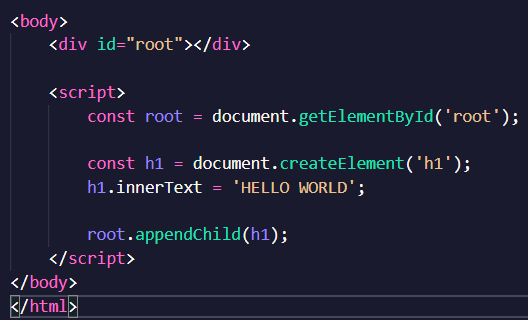 <body>
    <div id="root"></div>

    <script>
        const root = document.getElementById('root');

        const h1 = document.createElement('h1');
        h1.innerText = 'HELLO WORLD';

        root.appendChild(h1);
    </script>
</body>
</html>